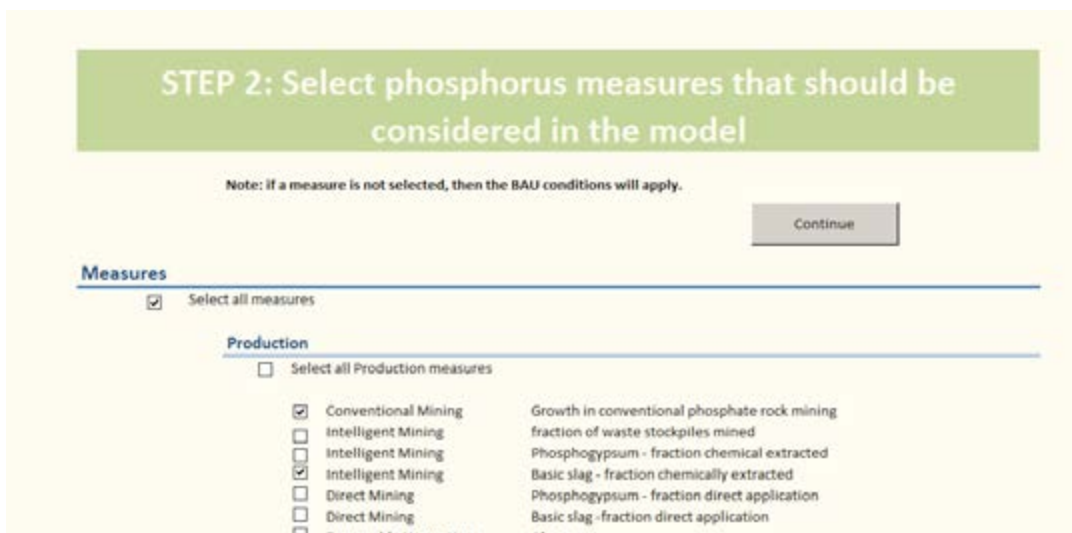 STEP 2: Select phosphorus measures that should be
considered in the model
Note: if a measure is not selected, then the BAU conditions will apply.
Continue
Measures
Select all measures
Production
Select all Production measures
Conventional Mining Growth in conventional phosphate rock mining
Intelligent Mining fraction of waste stockpiles mined
Intelligent Mining Phosphogypsum - fraction chemical extracted
Intelligent Mining Basic slag - fraction chemically extracted
Direct Mining Phosphogypsum - fraction direct application
Direct Mining Basic slag -fraction direct application